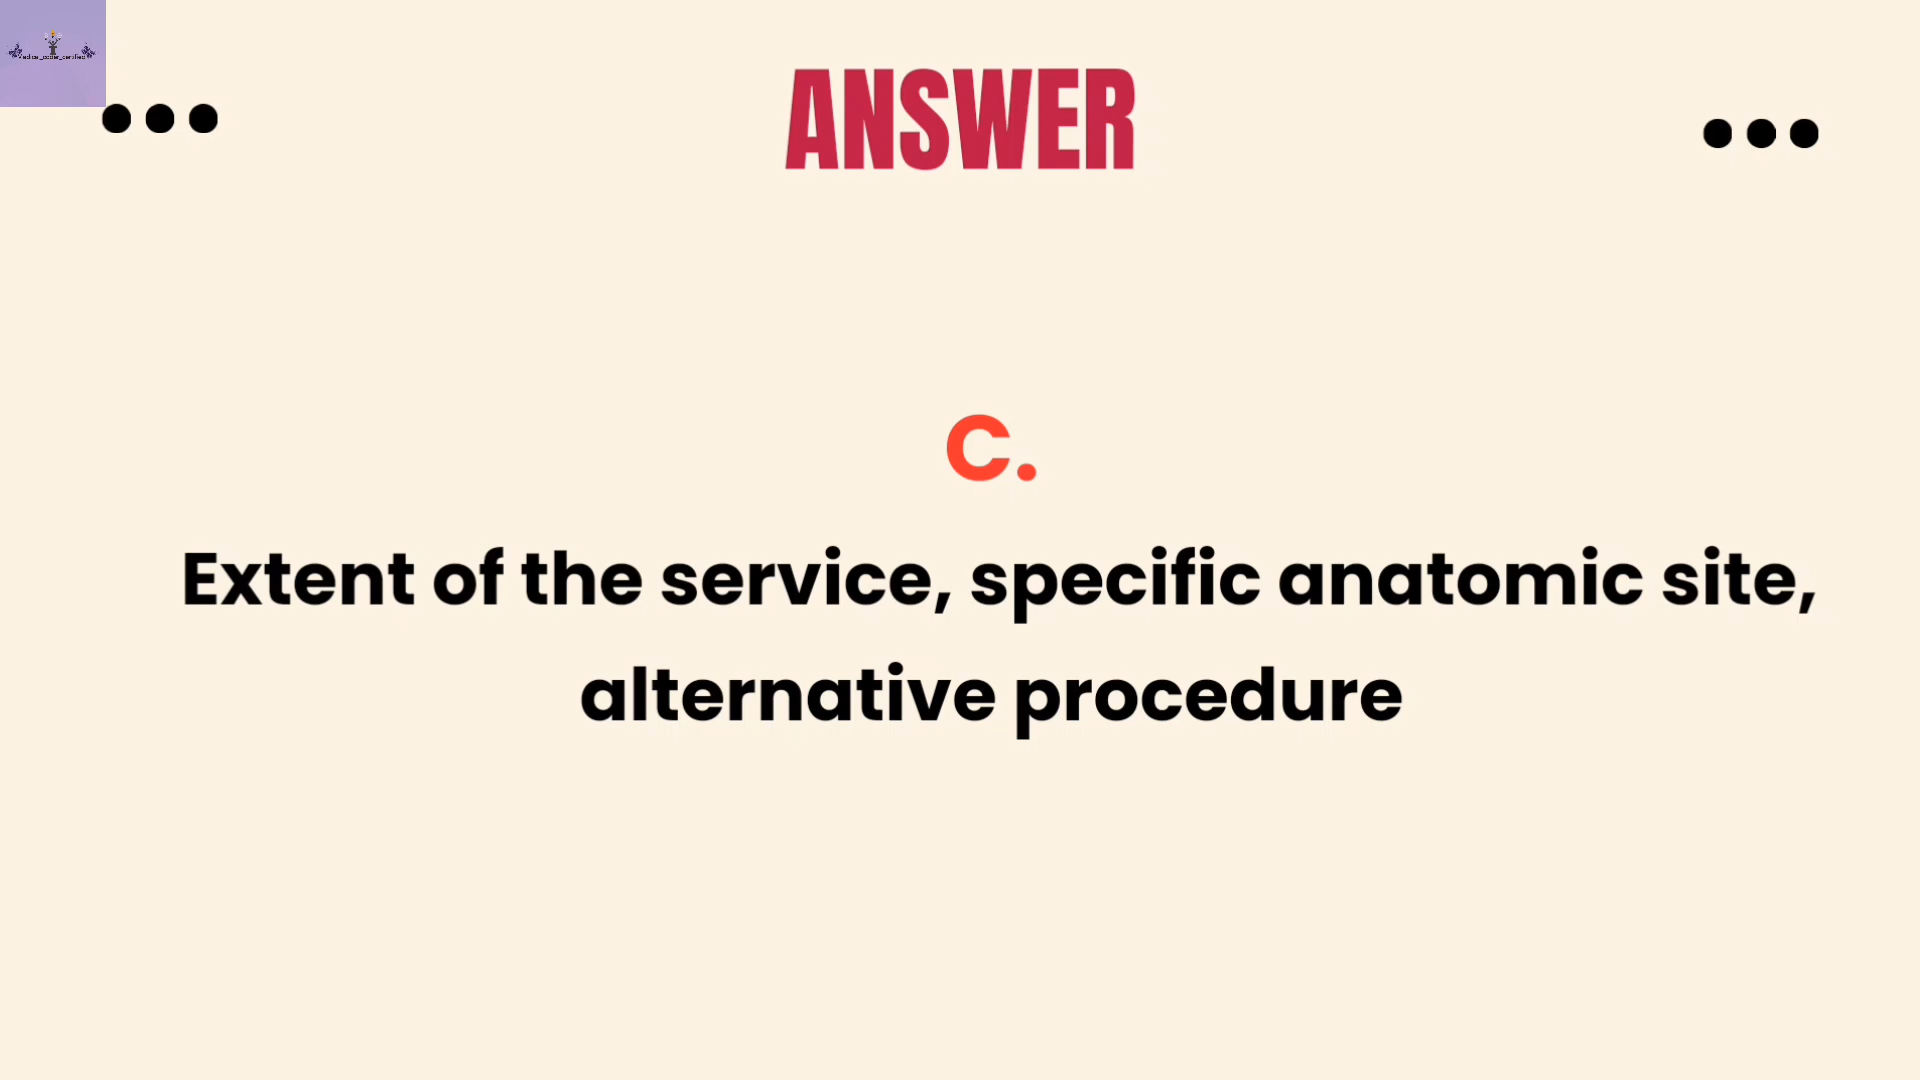 ANSWER
C.
Extent of the service, specific anatomic site,
alternative procedure